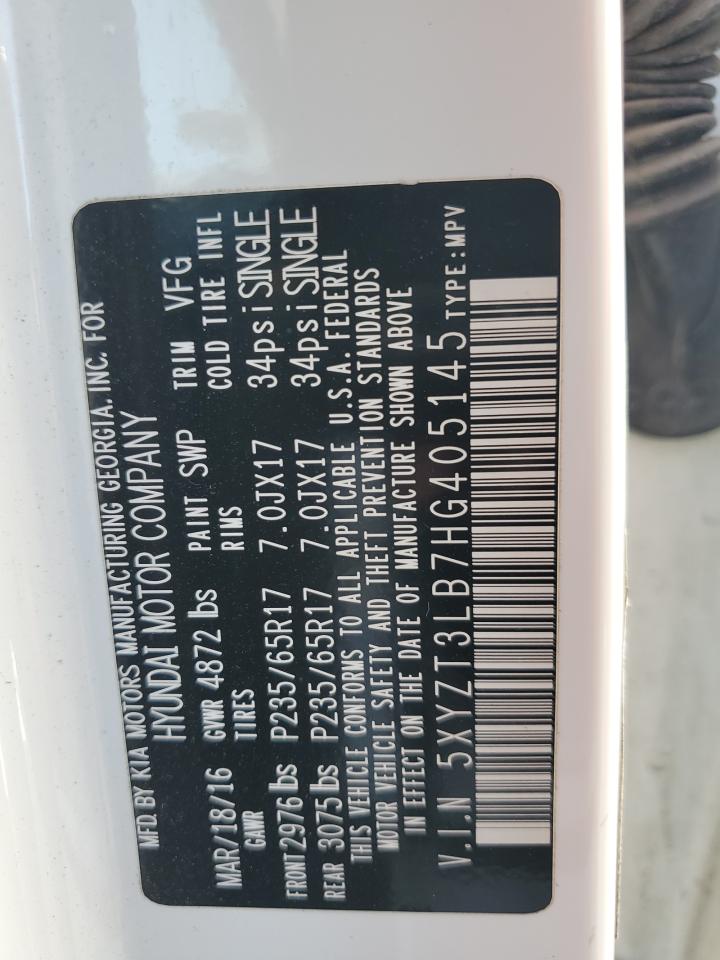 MFD. BY KIA MOTORS MANUFACTURING GEORGIA, INC. FOR
HYUNDAI MOTOR COMPANY
MAR/18/16 GVWR 4872 lbs PAINT SWP TRIM VFG
GAWR TIRES RIMS COLD TIRE INFL
FRONT 2976 lbs P235/65R17 7.0JX17 34psi SINGLE
REAR 3075 lbs P235/65R17 7.0JX17 34psi SINGLE
THIS VEHICLE CONFORMS TO ALL APPLICABLE U.S.A. FEDERAL
MOTOR VEHICLE SAFETY AND THEFT PREVENTION STANDARDS
IN EFFECT ON THE DATE OF MANUFACTURE SHOWN ABOVE
V.I.N 5XYZT3LB7HG405145 TYPE:MPV